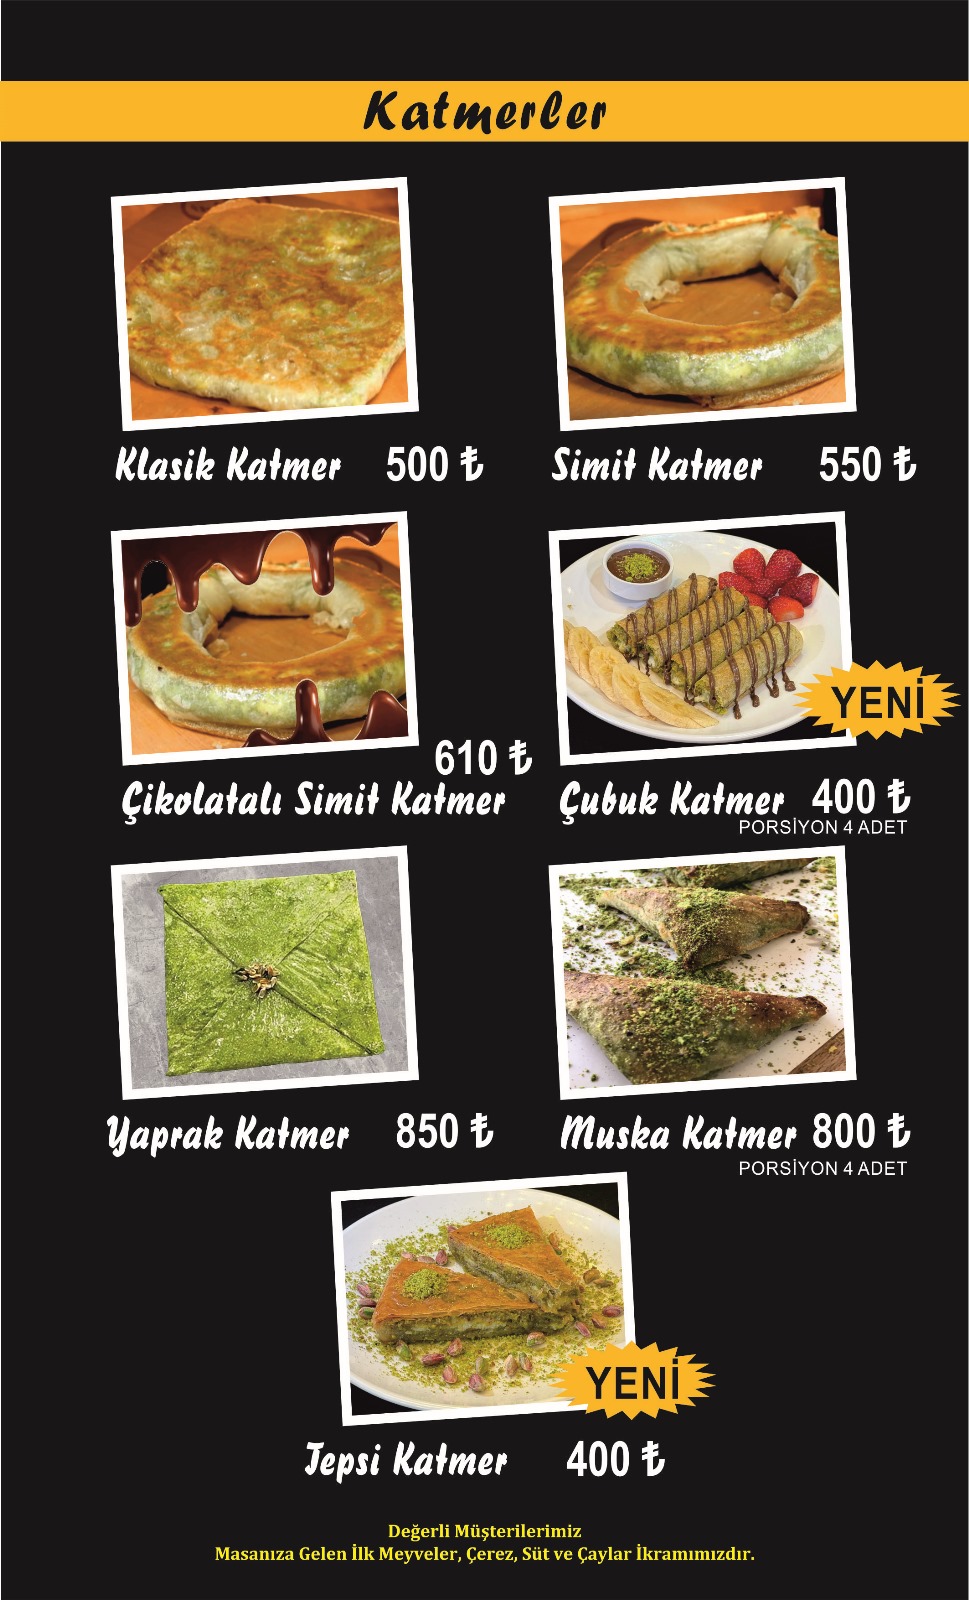 Katmerler
Klasik Katmer 500 ₺
Simit Katmer 550 ₺
610 ₺
Çikolatalı Simit Katmer
YENİ
Çubuk Katmer 400 ₺
PORSİYON 4 ADET
Yaprak Katmer 850 ₺
Muska Katmer 800 ₺
PORSİYON 4 ADET
YENİ
Tepsi Katmer 400 ₺
Değerli Müşterilerimiz
Masanıza Gelen İlk Meyveler, Çerez, Süt ve Çaylar İkramımızdır.